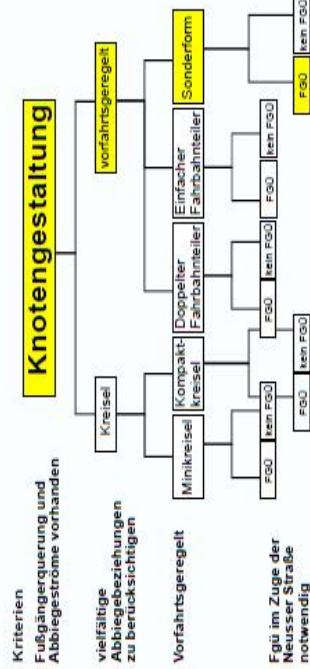 Kriterien
Fußgängerquerung und
Abbiegeströme vorhanden
Knotengestaltung
vielfältige
Abbiegebeziehungen
zu berücksichtigen
Kreisel
vorfahrtsgeregelt
Vorfahrtsgeregelt
Minikreisel
Kompakt-
kreisel
Doppelter
Fahrbahnteiler
Einfacher
Fahrbahnteiler
Sonderform
Fgü im Zuge der
Neusser Straße
notwendig
FGÜ
kein FGÜ
FGÜ
kein FGÜ
FGÜ
kein FGÜ
FGÜ
kein FGÜ
FGÜ
kein FGÜ